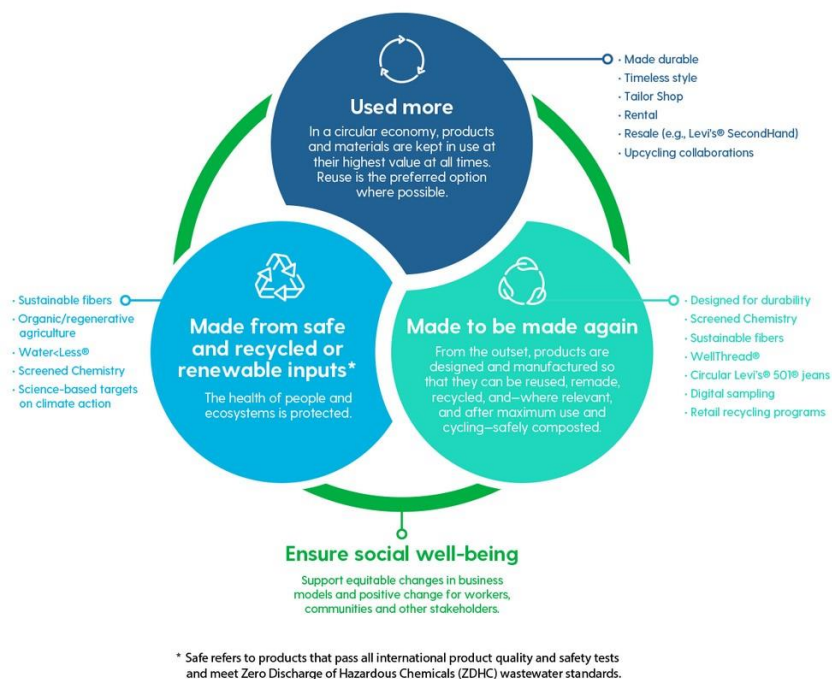 Used more
In a circular economy, products
and materials are kept in use at
their highest value at all times.
Reuse is the preferred option
where possible.
· Made durable
· Timeless style
· Tailor Shop
· Rental
· Resale (e.g., Levi's® SecondHand)
· Upcycling collaborations
· Sustainable fibers
· Organic/regenerative
agriculture
· Water<Less®
· Screened Chemistry
· Science-based targets
on climate action
Made from safe
and recycled or
renewable inputs*
The health of people and
ecosystems is protected.
Made to be made again
From the outset, products are
designed and manufactured so
that they can be reused, remade,
recycled, and—where relevant,
and after maximum use and
cycling—safely composted.
· Designed for durability
· Screened Chemistry
· Sustainable fibers
· WellThread®
· Circular Levi's® 501® jeans
· Digital sampling
· Retail recycling programs
Ensure social well-being
Support equitable changes in business
models and positive change for workers,
communities and other stakeholders.
* Safe refers to products that pass all international product quality and safety tests
and meet Zero Discharge of Hazardous Chemicals (ZDHC) wastewater standards.